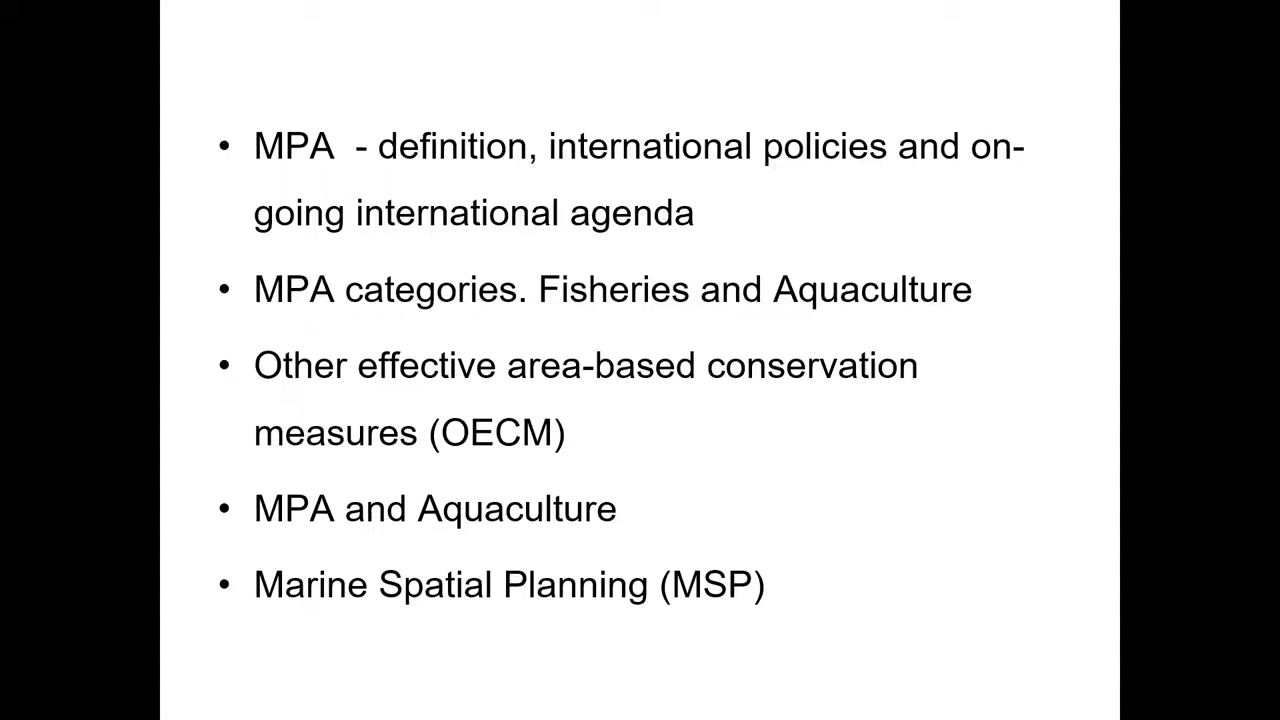 • MPA  - definition, international policies and on-
going international agenda
• MPA categories. Fisheries and Aquaculture
• Other effective area-based conservation
measures (OECM)
• MPA and Aquaculture
• Marine Spatial Planning (MSP)